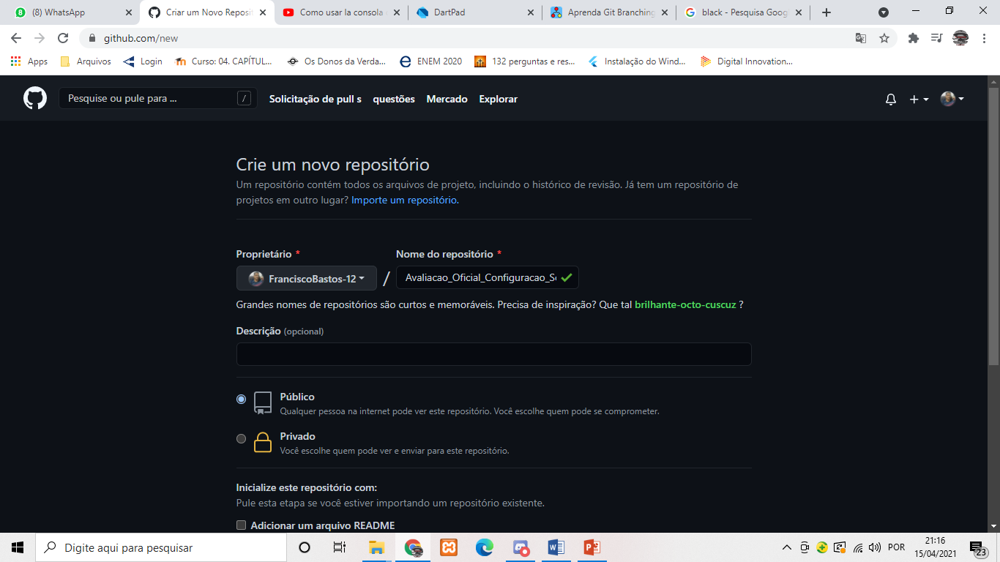 (8) WhatsApp
Criar um Novo Reposit
Como usar la consola
DartPad
Aprenda Git Branching
black - Pesquisa Goog
github.com/new
Apps
Arquivos
Login
Curso: 04. CAPÍTUL...
Os Donos da Verda...
ENEM 2020
132 perguntas e res...
Instalação do Wind...
Digital Innovation...
Pesquise ou pule para ...
/
Solicitação de pull s
questões
Mercado
Explorar
Crie um novo repositório
Um repositório contém todos os arquivos de projeto, incluindo o histórico de revisão. Já tem um repositório de
projetos em outro lugar? Importe um repositório.
Proprietário *
Nome do repositório *
FranciscoBastos-12
/
Avaliacao_Oficial_Configuracao_So
Grandes nomes de repositórios são curtos e memoráveis. Precisa de inspiração? Que tal brilhante-octo-cuscuz ?
Descrição (opcional)
Público
Qualquer pessoa na internet pode ver este repositório. Você escolhe quem pode se comprometer.
Privado
Você escolhe quem pode ver e enviar para este repositório.
Inicialize este repositório com:
Pule esta etapa se você estiver importando um repositório existente.
Adicionar um arquivo README
Digite aqui para pesquisar
POR
21:16
15/04/2021
23